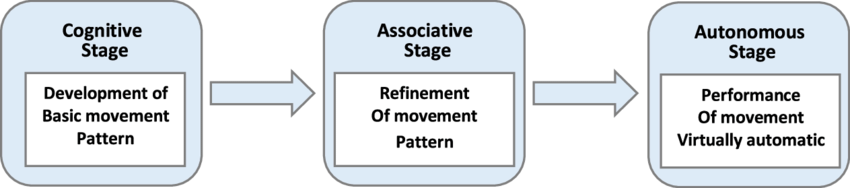 Cognitive
Stage
Development of
Basic movement
Pattern
Associative
Stage
Refinement
Of movement
Pattern
Autonomous
Stage
Performance
Of movement
Virtually automatic